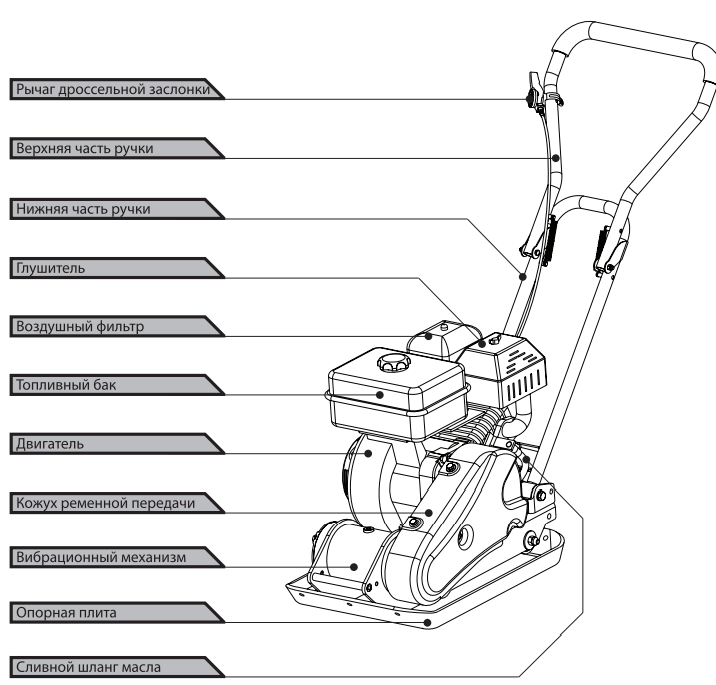 Рычаг дроссельной заслонки
Верхняя часть ручки
Нижняя часть ручки
Глушитель
Воздушный фильтр
Топливный бак
Двигатель
Кожух ременной передачи
Вибрационный механизм
Опорная плита
Сливной шланг масла